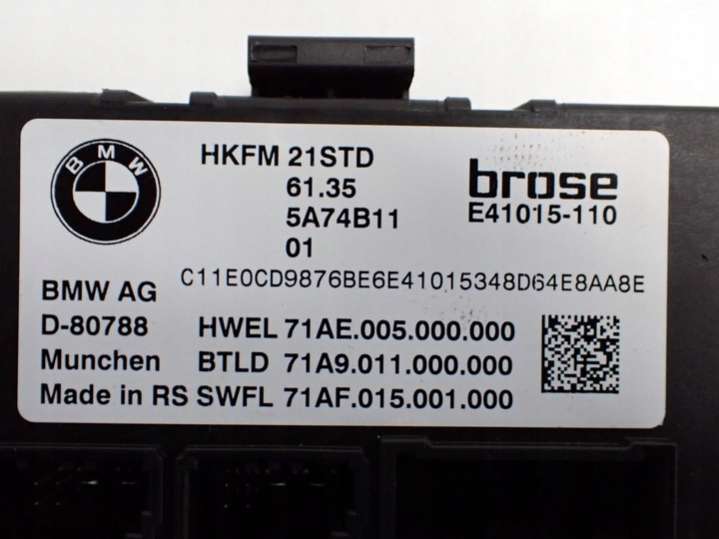 BMW
HKFM 21STD
61.35
5A74B11
01
brose
E41015-110
C11E0CD9876BE6E41015348D64E8AA8E
BMW AG
D-80788
Munchen
Made in RS
HWEL 71AE.005.000.000
BTLD 71A9.011.000.000
SWFL 71AF.015.001.000